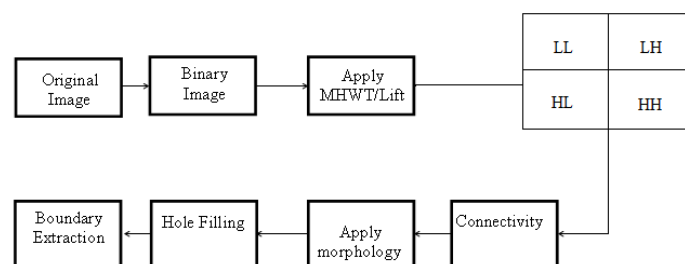 Original
Image
Binary
Image
Apply
MHWT/Lift
LL
LH
HL
HH
Boundary
Extraction
Hole Filling
Apply
morphology
Connectivity